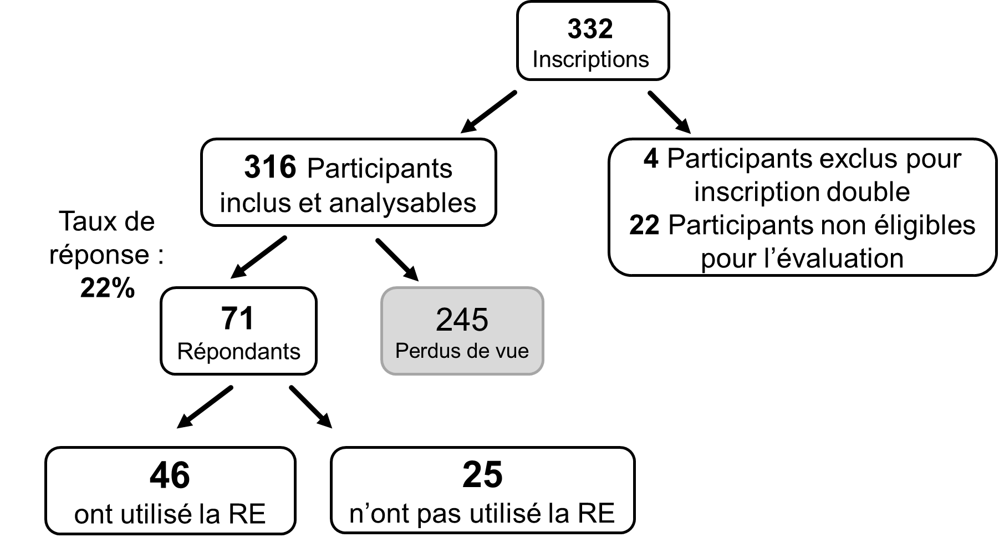 332
Inscriptions
316 Participants
inclus et analysables
4 Participants exclus pour
inscription double
22 Participants non éligibles
pour l’évaluation
Taux de
réponse :
22%
71
Répondants
245
Perdus de vue
46
ont utilisé la RE
25
n’ont pas utilisé la RE